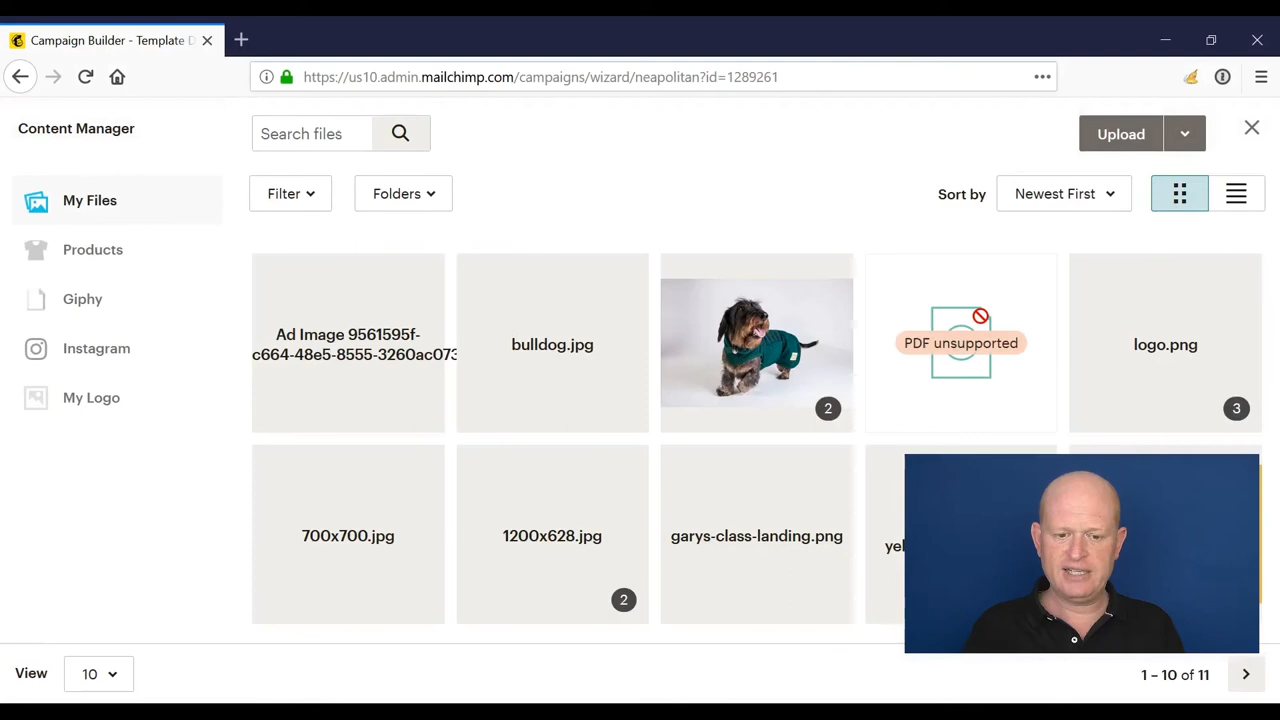 Campaign Builder - Template D
https://us10.admin.mailchimp.com/campaigns/wizard/neapolitan?id=1289261
Content Manager
Search files
Upload
My Files
Filter
Folders
Sort by
Newest First
Products
Giphy
Instagram
My Logo
Ad Image 9561595f-
c664-48e5-8555-3260ac073
bulldog.jpg
2
PDF unsupported
logo.png
3
700x700.jpg
1200x628.jpg
2
garys-class-landing.png
yel
View
10
1 – 10 of 11